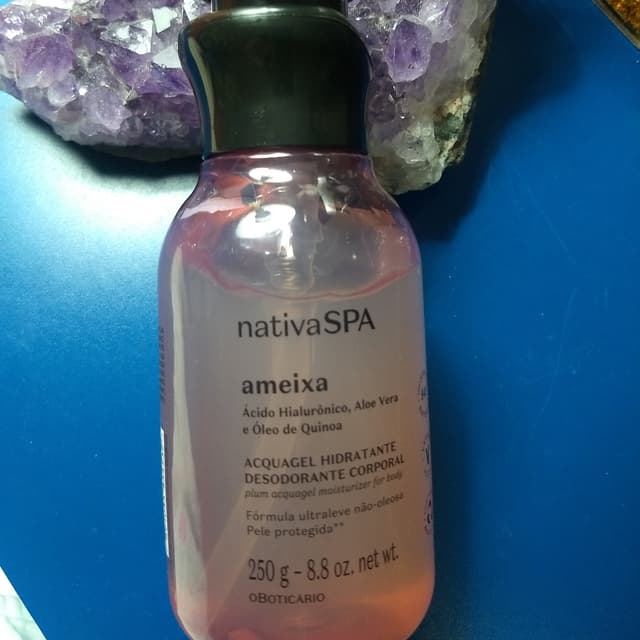 nativaSPA
ameixa
Ácido Hialurônico, Aloe Vera
e Óleo de Quinoa
ACQUAGEL HIDRATANTE
DESODORANTE CORPORAL
plum acquagel moisturizer for body
Fórmula ultraleve não-oleosa
Pele protegida**
250 g – 8.8 oz. net wt.
oBOTICÁRIO